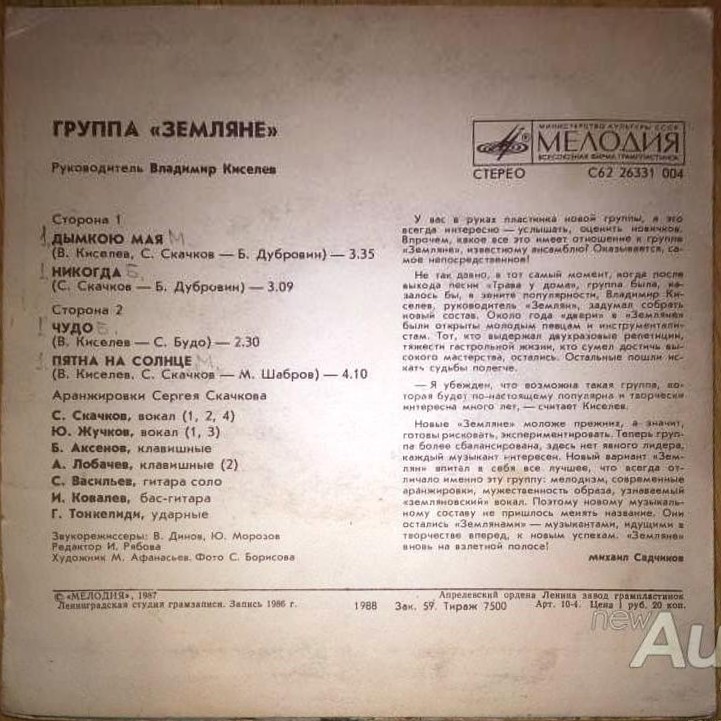 ГРУППА «ЗЕМЛЯНЕ»
Руководитель Владимир Киселев
МИНИСТЕРСТВО КУЛЬТУРЫ СССР
МЕЛОДИЯ
ВСЕСОЮЗНАЯ ФИРМА ГРАМПЛАСТИНОК
СТЕРЕО С62 26331 004
Сторона 1
1 ДЫМКОЮ МАЯ М
(В. Киселев, С. Скачков — Б. Дубровин) — 3.35
НИКОГДА Б.
(С. Скачков — Б. Дубровин) — 3.09
Сторона 2
ЧУДО Б.
(В. Киселев — С. Будо) — 2.30
ПЯТНА НА СОЛНЦЕ М.
(В. Киселев, С. Скачков — М. Шабров) — 4.10
Аранжировки Сергея Скачкова
С. Скачков, вокал (1, 2, 4)
Ю. Жучков, вокал (1, 3)
Б. Аксенов, клавишные
А. Лобачев, клавишные (2)
С. Васильев, гитара соло
И. Ковалев, бас-гитара
Г. Тонкелиди, ударные
Звукорежиссеры: В. Динов, Ю. Морозов
Редактор И. Рябова
Художник М. Афанасьев. Фото С. Борисова
У вас в руках пластинка новой группы, а это
всегда интересно — услышать, оценить новичков.
Впрочем, какое все это имеет отношение к группе
«Земляне», известному ансамблю? Оказывается, са-
мое непосредственное!
Не так давно, в тот самый момент, когда после
выхода песни «Трава у дома», группа была, ка-
залось бы, в зените популярности, Владимир Ки-
селев, руководитель «Землян», задумал собрать
новый состав. Около года «двери» в «Земляне»
были открыты молодым певцам и инструментали-
стам. Тот, кто выдержал двухразовые репетиции,
тяжести гастрольной жизни, кто сумел достичь вы-
сокого мастерства, остались. Остальные пошли ис-
кать судьбы полегче.
— Я убежден, что возможна такая группа, ко-
торая будет по-настоящему популярна и творчески
интересна много лет, — считает Киселев.
Новые «Земляне» моложе прежних, а значит,
готовы рисковать, экспериментировать. Теперь груп-
па более сбалансирована, здесь нет явного лидера,
каждый музыкант интересен. Новый вариант «Зем-
лян» впитал в себя все лучшее, что всегда от-
личало именно эту группу: мелодизм, современные
аранжировки, мужественность образа, узнаваемый
«земляновский» вокал. Поэтому новому музыкаль-
ному составу не пришлось менять название. Они
остались «Землянами» — музыкантами, идущими в
творчестве вперед, к новым успехам. «Земляне»
вновь на взлетной полосе!
Михаил Садчиков
© «МЕЛОДИЯ», 1987
Ленинградская студия грамзаписи. Запись 1986 г.
1988 Зак. 59. Тираж 7500
Апрелевский ордена Ленина завод грампластинок
Арт. 10-4. Цена 1 руб. 20 коп.
new
Au